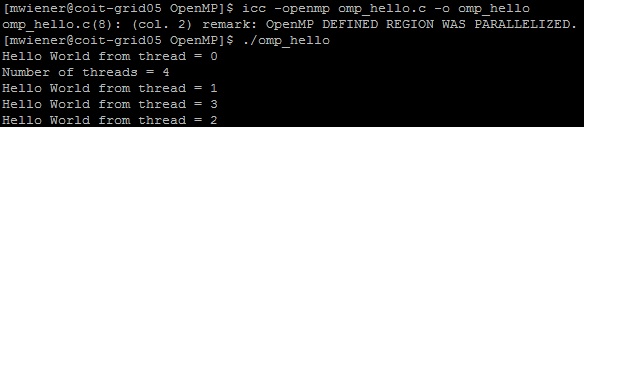 [mwiener@coit-grid05 OpenMP]$ icc -openmp omp_hello.c -o omp_hello
omp_hello.c(8): (col. 2) remark: OpenMP DEFINED REGION WAS PARALLELIZED.
[mwiener@coit-grid05 OpenMP]$ ./omp_hello
Hello World from thread = 0
Number of threads = 4
Hello World from thread = 1
Hello World from thread = 3
Hello World from thread = 2